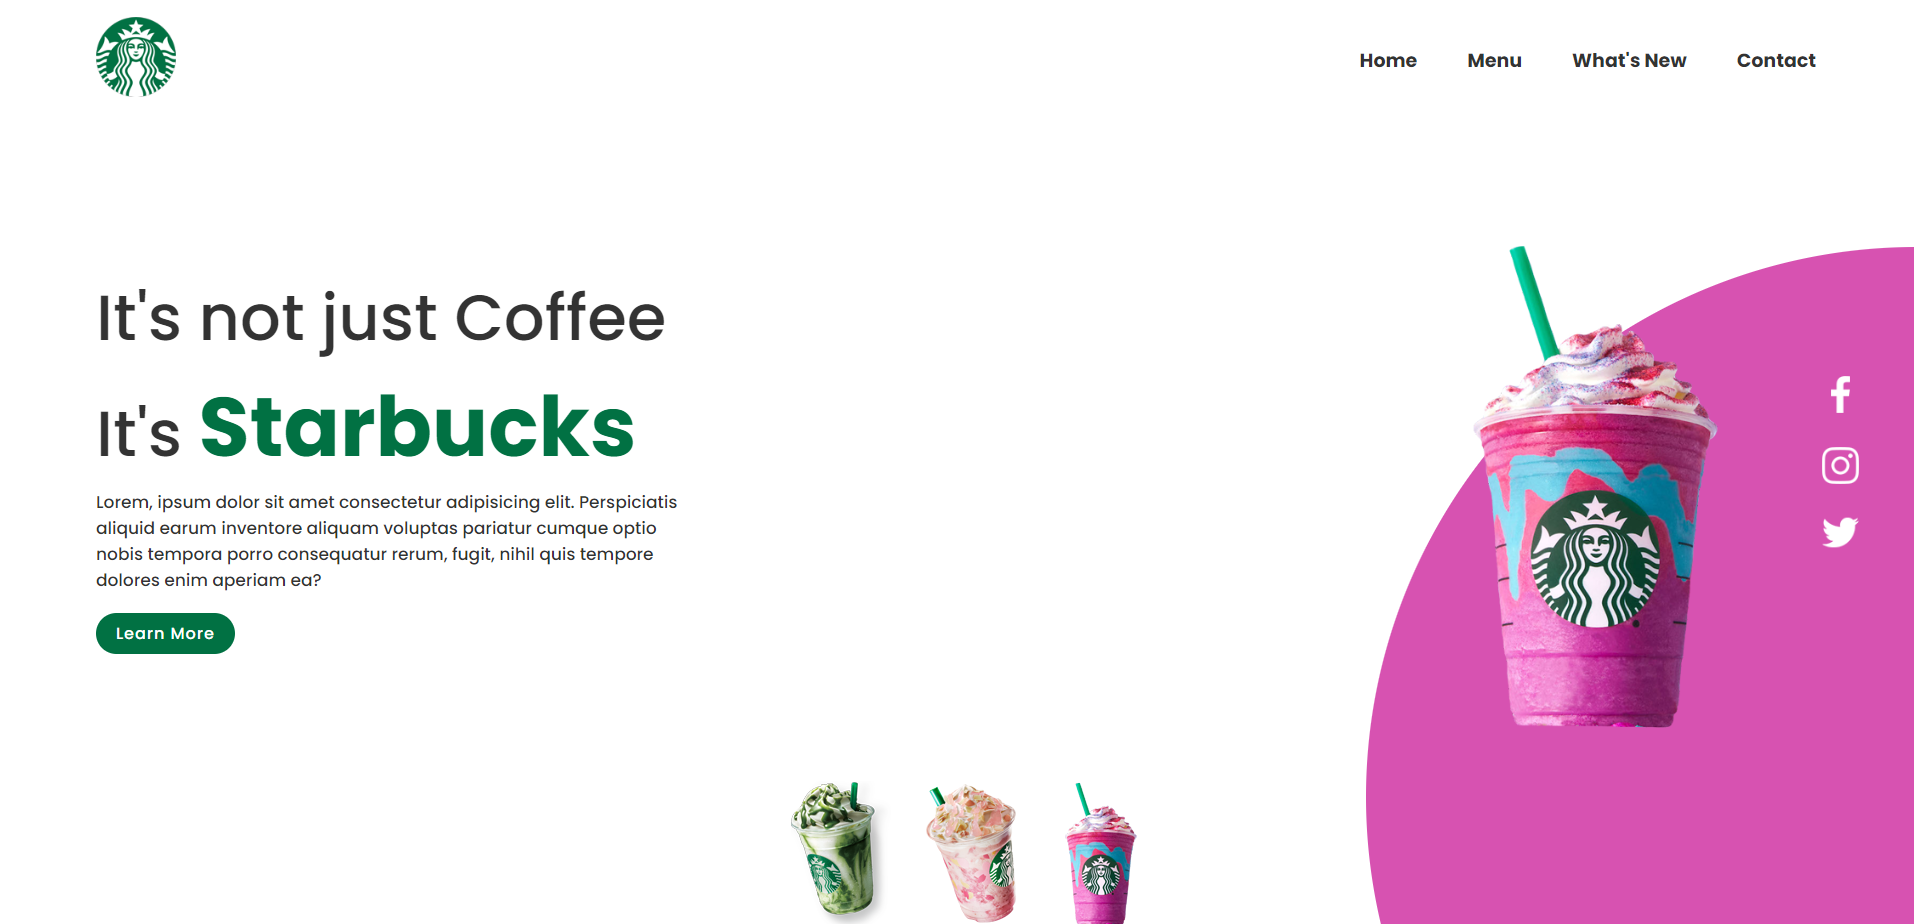 Home Menu What's New Contact
It's not just Coffee
It's Starbucks
Lorem, ipsum dolor sit amet consectetur adipisicing elit. Perspiciatis
aliquid earum inventore aliquam voluptas pariatur cumque optio
nobis tempora porro consequatur rerum, fugit, nihil quis tempore
dolores enim aperiam ea?
Learn More